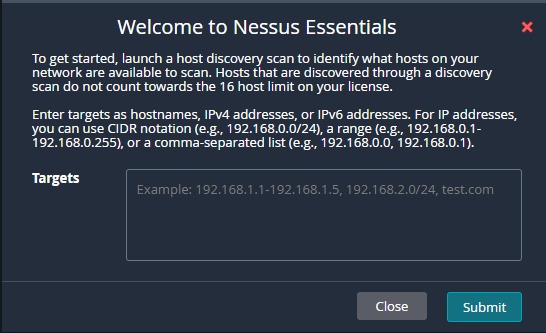 Welcome to Nessus Essentials
To get started, launch a host discovery scan to identify what hosts on your
network are available to scan. Hosts that are discovered through a discovery
scan do not count towards the 16 host limit on your license.
Enter targets as hostnames, IPv4 addresses, or IPv6 addresses. For IP addresses,
you can use CIDR notation (e.g., 192.168.0.0/24), a range (e.g., 192.168.0.1-
192.168.0.255), or a comma-separated list (e.g., 192.168.0.0, 192.168.0.1).
Targets
Example: 192.168.1.1-192.168.1.5, 192.168.2.0/24, test.com
Close Submit